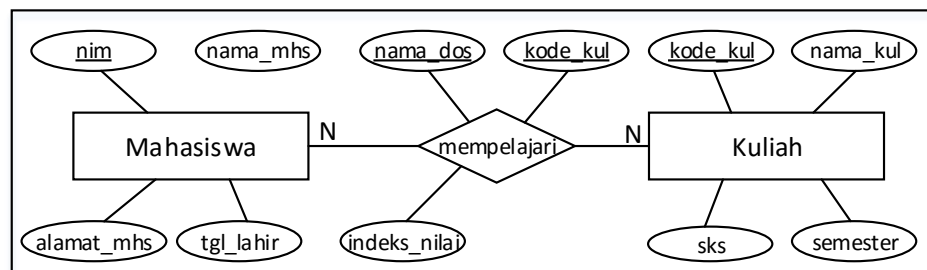 nim nama_mhs nama_dos kode_kul kode_kul nama_kul
N N
Mahasiswa mempelajari Kuliah
alamat_mhs tgl_lahir indeks_nilai sks semester